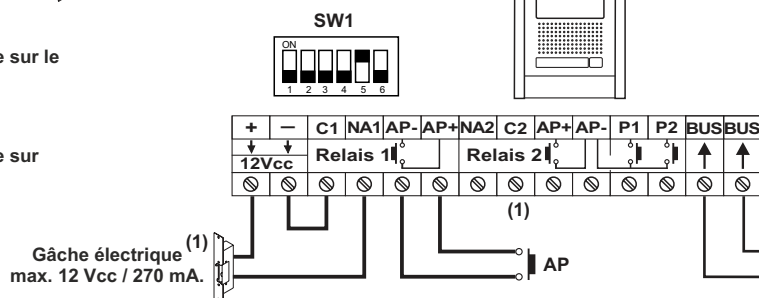 SW1
ON
1 2 3 4 5 6
e sur le
e sur
+ — C1 NA1 AP- AP+ NA2 C2 AP+ AP- P1 P2 BUS BUS
12Vcc Relais 1 Relais 2
(1)
Gâche électrique (1)
max. 12 Vcc / 270 mA.
AP